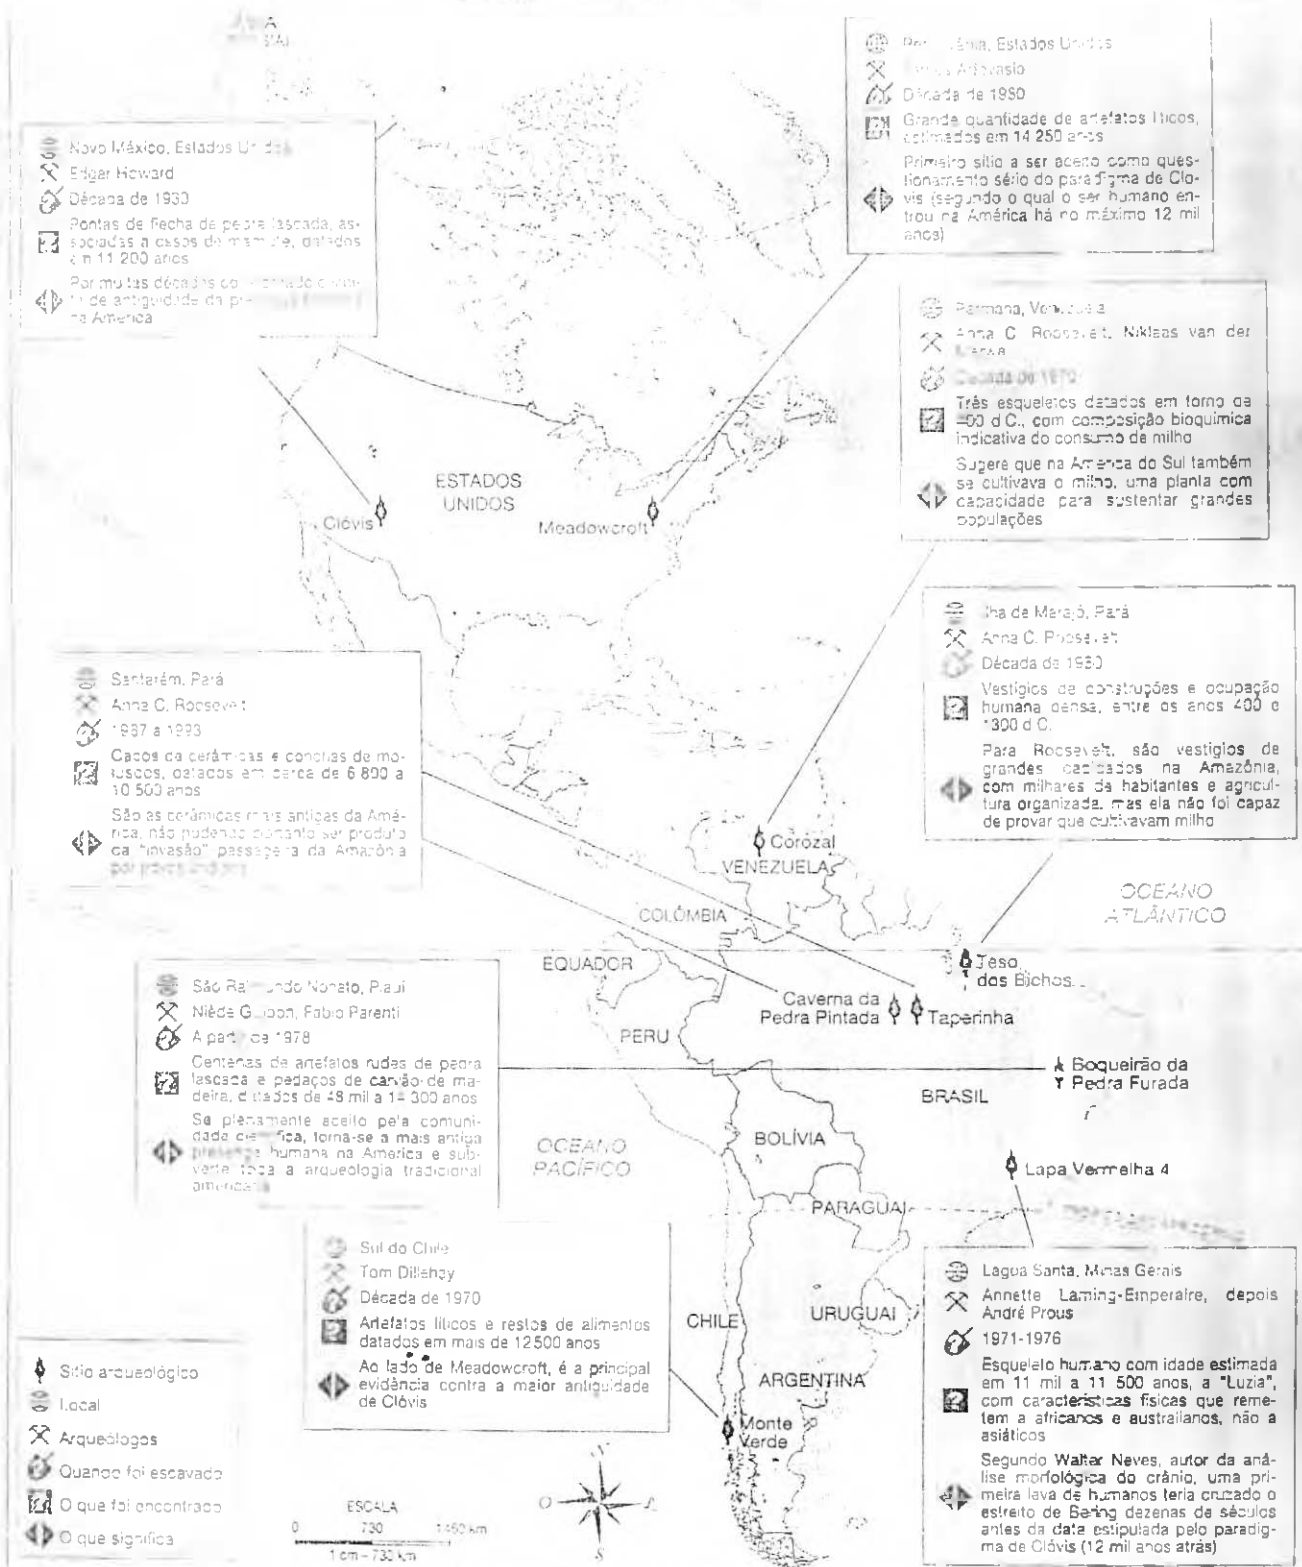 Estados Unidos
Década de 1950
Grande quantidade de artefatos líticos,
estimados em 14 250 anos
Primeiro sítio a ser aceito como ques-
tionamento sério do paradigma de Clo-
vis (segundo o qual o ser humano en-
trou na América há no máximo 12 mil
anos)
Novo México, Estados Unidos
Edgar Howard
Década de 1930
Pontas de flecha de pedra lascada, as-
sociadas a ossos de mamute, datados
em 11 200 anos
Por muitas décadas
de antiguidade da
na América
Parmana, Venezuela
Anna C. Roosevelt, Niklaas van der
Década de 1970
Três esqueletos datados em torno de
400 d.C., com composição bioquímica
indicativa do consumo de milho
Sugere que na América do Sul também
se cultivava o milho, uma planta com
capacidade para sustentar grandes
populações
ESTADOS
UNIDOS
Clóvis
Meadowcroft
Ilha de Marajó, Pará
Anna C. Roosevelt
Década de 1980
Vestígios de construções e ocupação
humana densa, entre os anos 400 e
1300 d.C.
Para Roosevelt, são vestígios de
grandes cacicados na Amazônia,
com milhares de habitantes e agricul-
tura organizada, mas ela não foi capaz
de provar que cultivavam milho
Santarém, Pará
Anna C. Roosevelt
1987 a 1993
Cacos de cerâmicas e conchas de mo-
luscos, datados em cerca de 6 800 a
10 500 anos
São as cerâmicas mais antigas da Amé-
rica, não podendo portanto ser produto
da "invasão" passageira da Amazônia
por povos andinos
Corozal
VENEZUELA
COLÔMBIA
OCEANO
ATLÂNTICO
EQUADOR
Teso
dos Bichos
Caverna da
Pedra Pintada
Taperinha
PERU
São Raimundo Nonato, Piauí
Niède Guidon, Fabio Parenti
A partir de 1978
Centenas de artefatos rudes de pedra
lascada e pedaços de carvão de ma-
deira, datados de 48 mil a 14 300 anos
Se plenamente aceito pela comuni-
dade científica, torna-se a mais antiga
presença humana na America e sub-
verte toda a arqueologia tradicional
americana
Boqueirão da
Pedra Furada
BRASIL
BOLÍVIA
OCEANO
PACÍFICO
Lapa Vermelha 4
PARAGUAI
Sul do Chile
Tom Dillehay
Década de 1970
Artefatos líticos e restos de alimentos
datados em mais de 12 500 anos
Ao lado de Meadowcroft, é a principal
evidência contra a maior antiguidade
de Clóvis
CHILE
URUGUAI
ARGENTINA
Monte
Verde
Lagoa Santa, Minas Gerais
Annette Laming-Emperaire, depois
André Prous
1971-1976
Esqueleto humano com idade estimada
em 11 mil a 11 500 anos, a "Luzia",
com características físicas que reme-
tem a africanos e australianos, não a
asiáticos
Segundo Walter Neves, autor da aná-
lise morfológica do crânio, uma pri-
meira leva de humanos teria cruzado o
estreito de Bering dezenas de séculos
antes da data estipulada pelo paradig-
ma de Clóvis (12 mil anos atrás)
Sítio arqueológico
Local
Arqueólogos
Quando foi escavado
O que foi encontrado
O que significa
ESCALA
0 730 1 460 km
1 cm – 730 km
N
O
L
S